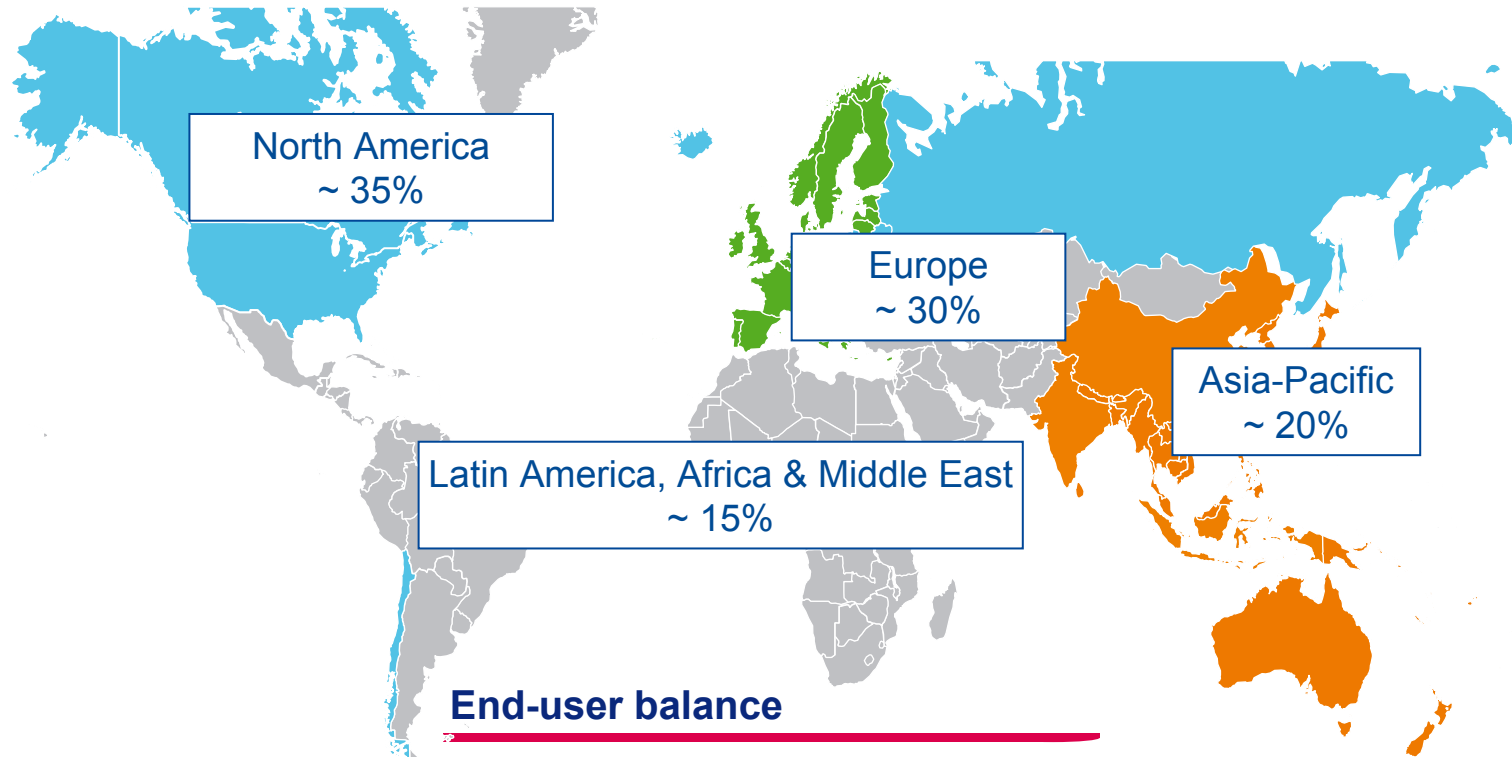 North America
~ 35%
Europe
~ 30%
Asia-Pacific
~ 20%
Latin America, Africa & Middle East
~ 15%
End-user balance